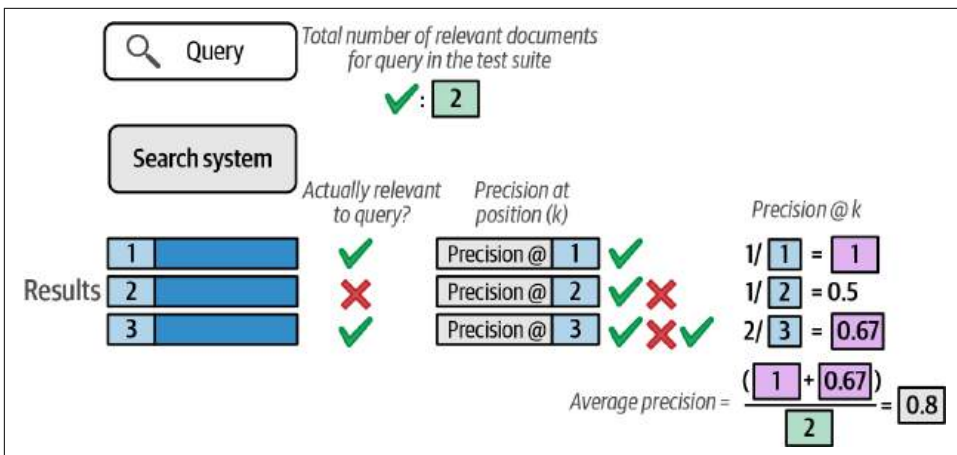 Query
Total number of relevant documents
for query in the test suite
: 2
Search system
Actually relevant
to query?
Precision at
position (k)
Precision @ k
Results
1
Precision @ 1
1/ 1 = 1
2
Precision @ 2
1/ 2 = 0.5
3
Precision @ 3
2/ 3 = 0.67
Average precision =
( 1 + 0.67 )
2
= 0.8